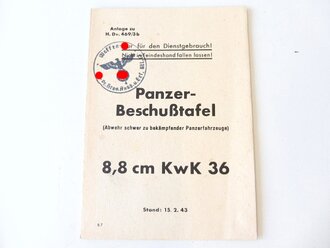 Anlage zu
H. Dv. 469/3b
für den Dienstgebrauch!
Nicht in Feindeshand fallen lassen!
Panzer-
Beschußtafel
(Abwehr schwer zu bekämpfender Panzerfahrzeuge)
8,8 cm KwK 36
Stand: 15. 2. 43